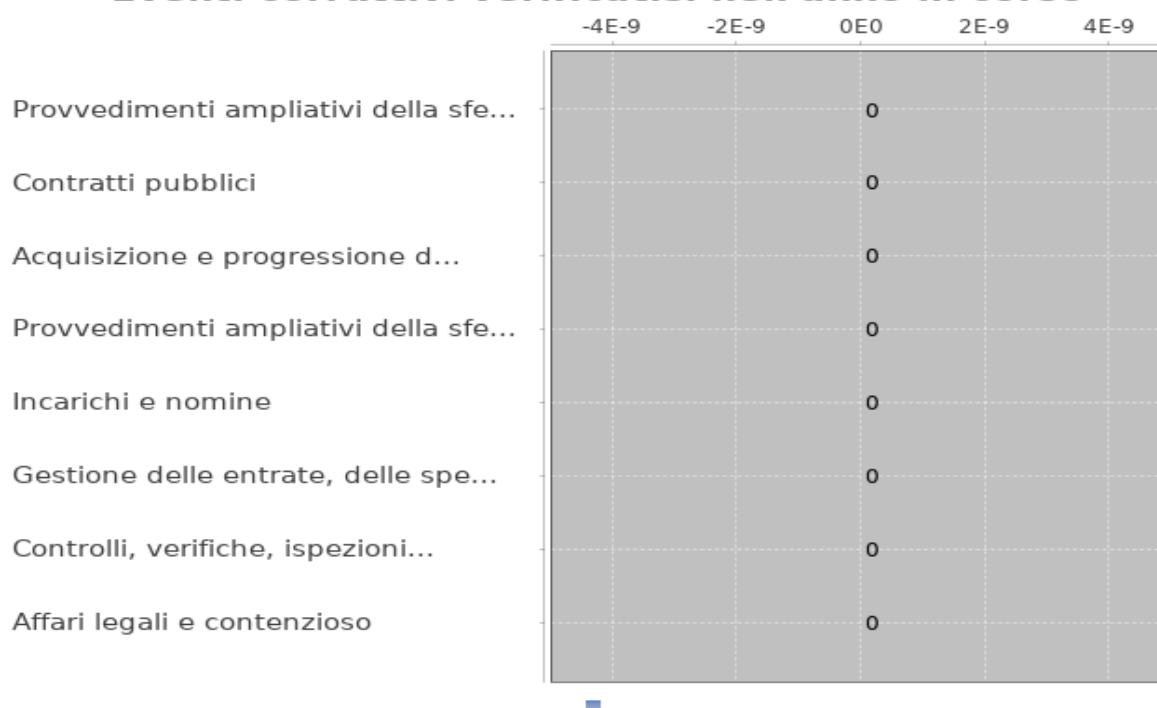 -4E-9 -2E-9 0E0 2E-9 4E-9
Provvedimenti ampliativi della sfe... 0
Contratti pubblici 0
Acquisizione e progressione d... 0
Provvedimenti ampliativi della sfe... 0
Incarichi e nomine 0
Gestione delle entrate, delle spe... 0
Controlli, verifiche, ispezioni... 0
Affari legali e contenzioso 0